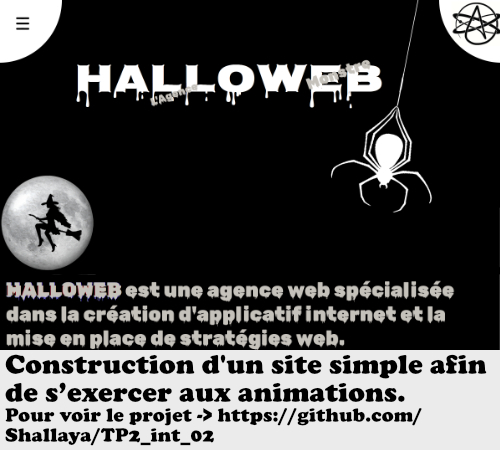 HALLOWEB
L'Agence
Monstre
HALLOWEB est une agence web spécialisée
dans la création d'applicatif internet et la
mise en place de stratégies web.
Construction d'un site simple afin
de s’exercer aux animations.
Pour voir le projet -> https://github.com/
Shallaya/TP2_int_02